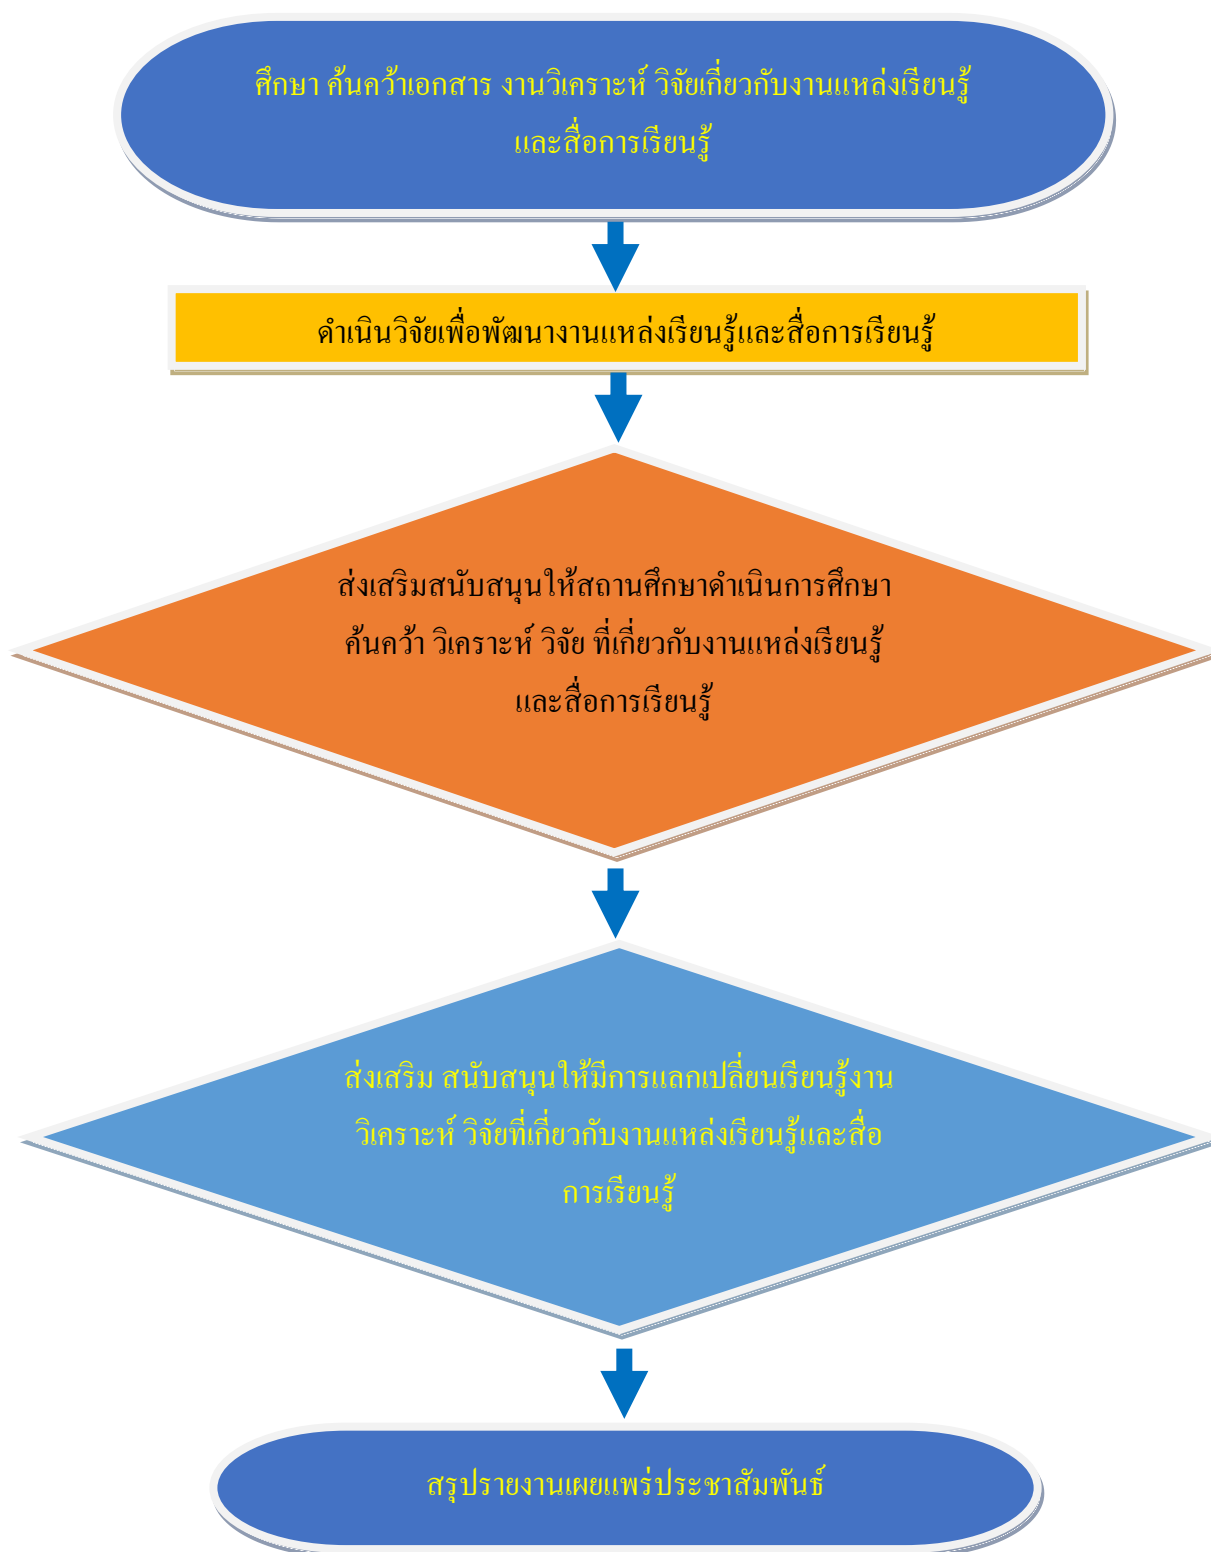 ศึกษา ค้นคว้าเอกสาร งานวิเคราะห์ วิจัยเกี่ยวกับงานแหล่งเรียนรู้
และสื่อการเรียนรู้
ดำเนินวิจัยเพื่อพัฒนางานแหล่งเรียนรู้และสื่อการเรียนรู้
ส่งเสริมสนับสนุนให้สถานศึกษาดำเนินการศึกษา
ค้นคว้า วิเคราะห์ วิจัย ที่เกี่ยวกับงานแหล่งเรียนรู้
และสื่อการเรียนรู้
ส่งเสริม สนับสนุนให้มีการแลกเปลี่ยนเรียนรู้งาน
วิเคราะห์ วิจัยที่เกี่ยวกับงานแหล่งเรียนรู้และสื่อ
การเรียนรู้
สรุปรายงานเผยแพร่ประชาสัมพันธ์